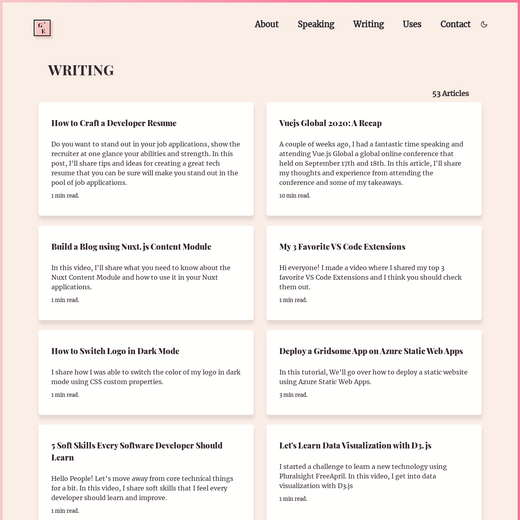 G
E
About Speaking Writing Uses Contact
WRITING
53 Articles
How to Craft a Developer Resume
Do you want to stand out in your job applications, show the
recruiter at one glance your abilities and strength. In this
post, I'll share tips and ideas for creating a great tech
resume that you can be sure will make you stand out in the
pool of job applications.
1 min read.
Vuejs Global 2020: A Recap
A couple of weeks ago, I had a fantastic time speaking and
attending Vue.js Global a global online conference that
held on September 17th and 18th. In this article, I'll share
my thoughts and experience from attending the
conference and some of my takeaways.
10 min read.
Build a Blog using Nuxt. js Content Module
In this video, I'll share what you need to know about the
Nuxt Content Module and how to use it in your Nuxt
applications.
1 min read.
My 3 Favorite VS Code Extensions
Hi everyone! I made a video where I shared my top 3
favorite VS Code Extensions and I think you should check
them out.
1 min read.
How to Switch Logo in Dark Mode
I share how I was able to switch the color of my logo in dark
mode using CSS custom properties.
1 min read.
Deploy a Gridsome App on Azure Static Web Apps
In this tutorial, We'll go over how to deploy a static website
using Azure Static Web Apps.
3 min read.
5 Soft Skills Every Software Developer Should
Learn
Hello People! Let's move away from core technical things
for a bit. In this video, I share soft skills that I feel every
developer should learn and improve.
1 min read.
Let's Learn Data Visualization with D3. js
I started a challenge to learn a new technology using
Pluralsight FreeApril. In this video, I get into data
visualization with D3.js
1 min read.